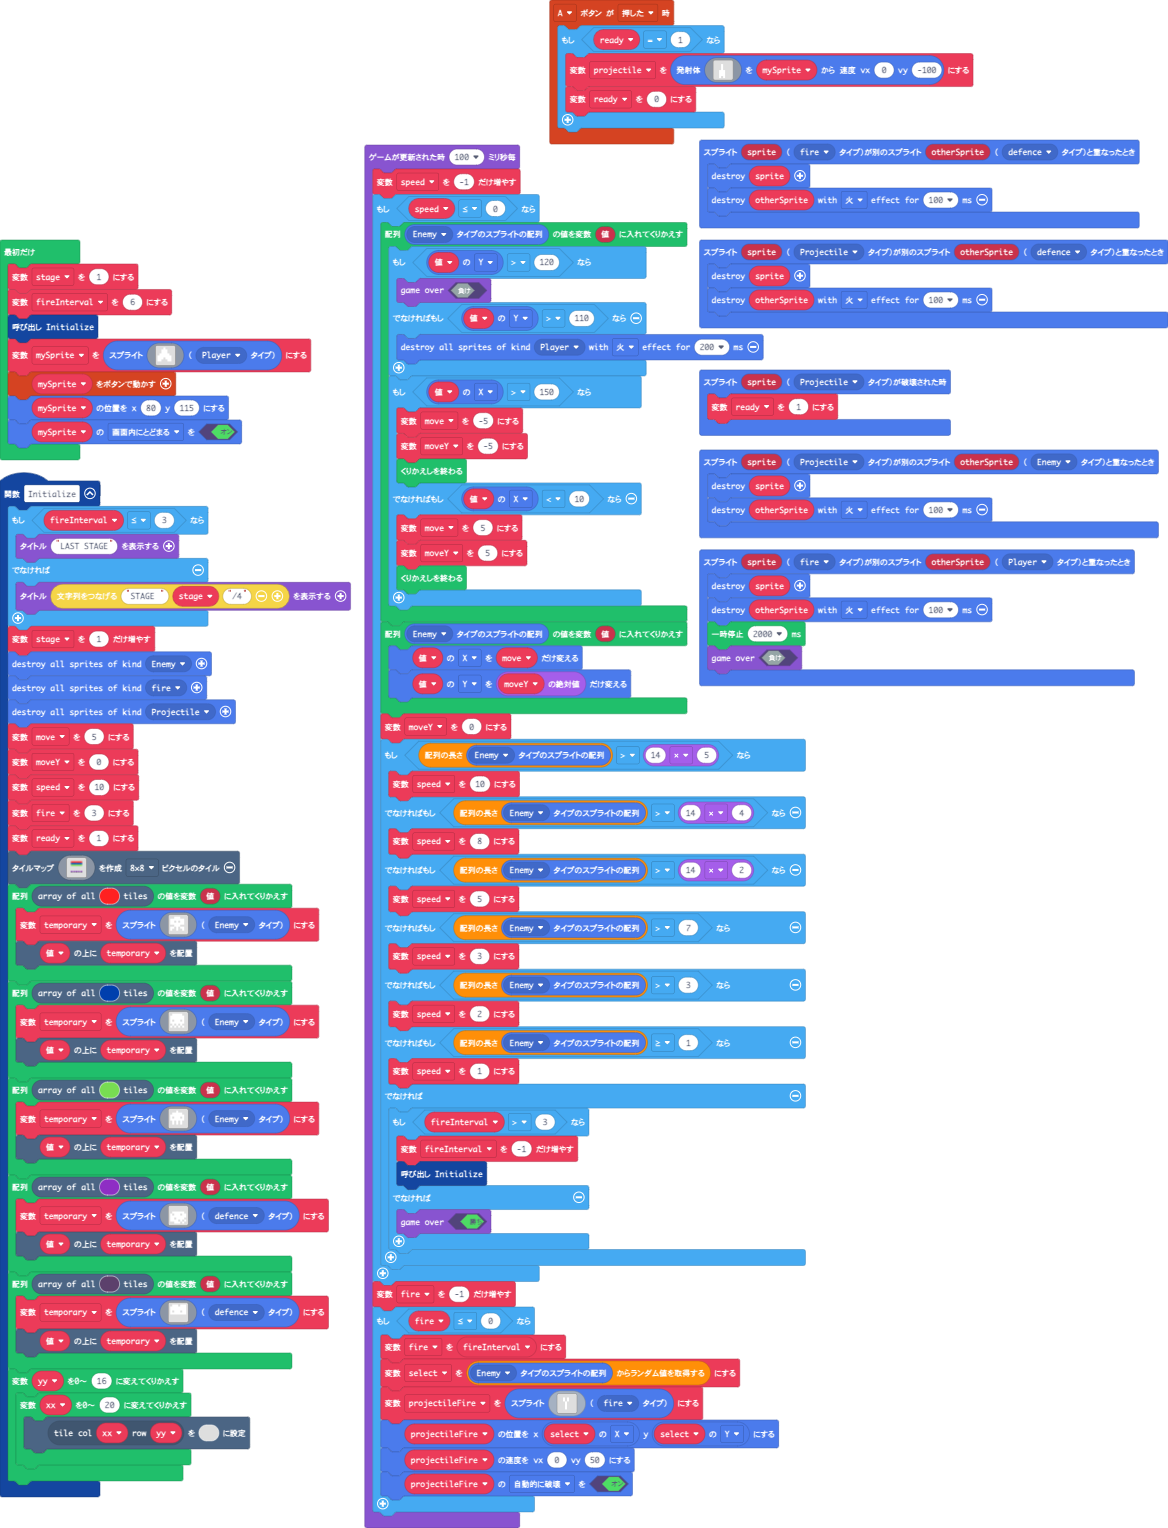 A ボタン が 押した 時
もし ready = 1 なら
変数 projectile を 発射体 を mySprite から 速度 vx 0 vy -100 にする
変数 ready を 0 にする
ゲームが更新された時 100 ミリ秒毎
変数 speed を -1 だけ増やす
もし speed ≤ 0 なら
配列 Enemy タイプのスプライトの配列 の値を変数 値 に入れてくりかえす
もし 値 の Y > 120 なら
game over 負け
でなければもし 値 の Y > 110 なら
destroy all sprites of kind Player with 火 effect for 200 ms
もし 値 の X > 150 なら
変数 move を -5 にする
変数 moveY を -5 にする
くりかえしを終わる
でなければもし 値 の X < 10 なら
変数 move を 5 にする
変数 moveY を 5 にする
くりかえしを終わる
配列 Enemy タイプのスプライトの配列 の値を変数 値 に入れてくりかえす
値 の X を move だけ変える
値 の Y を moveY の絶対値 だけ変える
変数 moveY を 0 にする
もし 配列の長さ Enemy タイプのスプライトの配列 > 14 × 5 なら
変数 speed を 10 にする
でなければもし 配列の長さ Enemy タイプのスプライトの配列 > 14 × 4 なら
変数 speed を 8 にする
でなければもし 配列の長さ Enemy タイプのスプライトの配列 > 14 × 2 なら
変数 speed を 5 にする
でなければもし 配列の長さ Enemy タイプのスプライトの配列 > 7 なら
変数 speed を 3 にする
でなければもし 配列の長さ Enemy タイプのスプライトの配列 > 3 なら
変数 speed を 2 にする
でなければもし 配列の長さ Enemy タイプのスプライトの配列 ≥ 1 なら
変数 speed を 1 にする
でなければ
もし fireInterval > 3 なら
変数 fireInterval を -1 だけ増やす
呼び出し Initialize
でなければ
game over 勝ち
変数 fire を -1 だけ増やす
もし fire ≤ 0 なら
変数 fire を fireInterval にする
変数 select を Enemy タイプのスプライトの配列 からランダム値を取得する にする
変数 projectileFire を スプライト ( fire タイプ) にする
projectileFire の位置を x select の X y select の Y にする
projectileFire の速度を vx 0 vy 50 にする
projectileFire の 自動的に破壊 を オン
スプライト sprite ( fire タイプ)が別のスプライト otherSprite ( defence タイプ)と重なったとき
destroy sprite
destroy otherSprite with 火 effect for 100 ms
スプライト sprite ( Projectile タイプ)が別のスプライト otherSprite ( defence タイプ)と重なったとき
destroy sprite
destroy otherSprite with 火 effect for 100 ms
スプライト sprite ( Projectile タイプ)が破壊された時
変数 ready を 1 にする
スプライト sprite ( Projectile タイプ)が別のスプライト otherSprite ( Enemy タイプ)と重なったとき
destroy sprite
destroy otherSprite with 火 effect for 100 ms
スプライト sprite ( fire タイプ)が別のスプライト otherSprite ( Player タイプ)と重なったとき
destroy sprite
destroy otherSprite with 火 effect for 100 ms
一時停止 2000 ms
game over 負け
最初だけ
変数 stage を 1 にする
変数 fireInterval を 6 にする
呼び出し Initialize
変数 mySprite を スプライト ( Player タイプ) にする
mySprite をボタンで動かす
mySprite の位置を x 80 y 115 にする
mySprite の 画面内にとどまる を オン
関数 Initialize
もし fireInterval ≤ 3 なら
タイトル "LAST STAGE" を表示する
でなければ
タイトル 文字列をつなげる "STAGE " stage "/4" を表示する
変数 stage を 1 だけ増やす
destroy all sprites of kind Enemy
destroy all sprites of kind fire
destroy all sprites of kind Projectile
変数 move を 5 にする
変数 moveY を 0 にする
変数 speed を 10 にする
変数 fire を 3 にする
変数 ready を 1 にする
タイルマップ を作成 8x8 ピクセルのタイル
配列 array of all tiles の値を変数 値 に入れてくりかえす
変数 temporary を スプライト ( Enemy タイプ) にする
値 の上に temporary を配置
配列 array of all tiles の値を変数 値 に入れてくりかえす
変数 temporary を スプライト ( Enemy タイプ) にする
値 の上に temporary を配置
配列 array of all tiles の値を変数 値 に入れてくりかえす
変数 temporary を スプライト ( Enemy タイプ) にする
値 の上に temporary を配置
配列 array of all tiles の値を変数 値 に入れてくりかえす
変数 temporary を スプライト ( defence タイプ) にする
値 の上に temporary を配置
配列 array of all tiles の値を変数 値 に入れてくりかえす
変数 temporary を スプライト ( defence タイプ) にする
値 の上に temporary を配置
変数 yy を0〜 16 に変えてくりかえす
変数 xx を0〜 20 に変えてくりかえす
tile col xx row yy を に設定